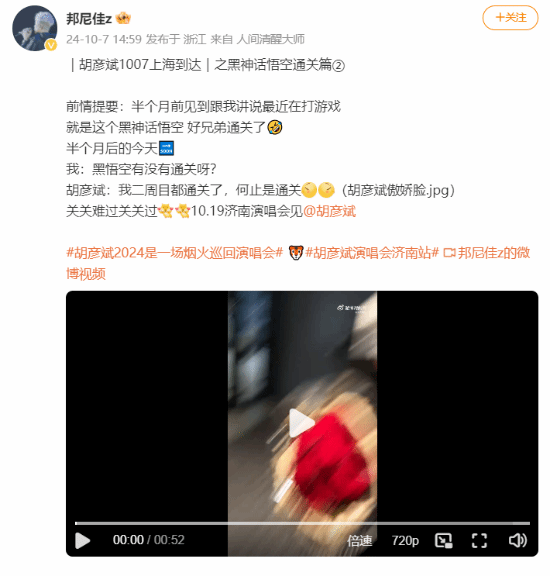 邦尼佳z
+关注
24-10-7 14:59 发布于 浙江 来自 人间清醒大师
｜胡彦斌1007上海到达｜之黑神话悟空通关篇②
前情提要：半个月前见到跟我讲说最近在打游戏
就是这个黑神话悟空 好兄弟通关了🤣
半个月后的今天🔜
我：黑悟空有没有通关呀？
胡彦斌：我二周目都通关了，何止是通关（胡彦斌傲娇脸.jpg）
关关难过关关过10.19济南演唱会见@胡彦斌
#胡彦斌2024是一场烟火巡回演唱会# 🐯#胡彦斌演唱会济南站# 邦尼佳z的微
博视频
00:00 / 00:52
倍速
720p